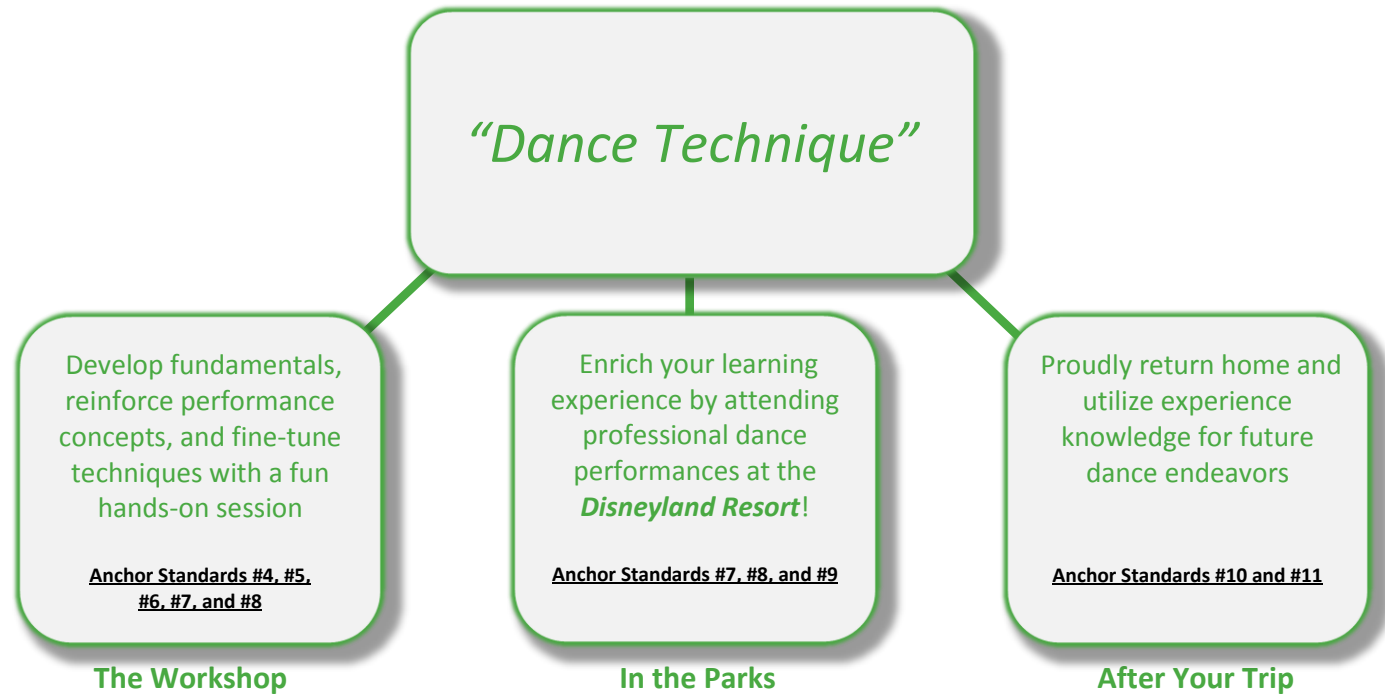 “Dance Technique”
Develop fundamentals,
reinforce performance
concepts, and fine-tune
techniques with a fun
hands-on session
Anchor Standards #4, #5,
#6, #7, and #8
The Workshop
Enrich your learning
experience by attending
professional dance
performances at the
Disneyland Resort!
Anchor Standards #7, #8, and #9
In the Parks
Proudly return home and
utilize experience
knowledge for future
dance endeavors
Anchor Standards #10 and #11
After Your Trip